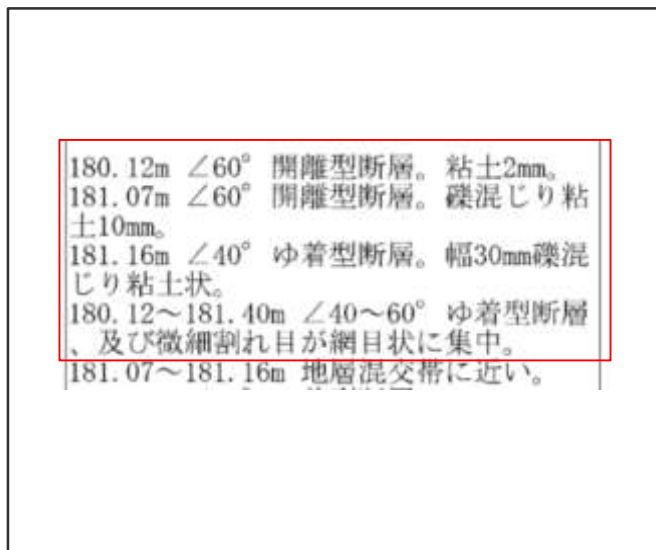 180.12m ∠60° 開離型断層。粘土2mm。
181.07m ∠60° 開離型断層。礫混じり粘
土10mm。
181.16m ∠40° ゆ着型断層。幅30mm礫混
じり粘土状。
180.12～181.40m ∠40～60° ゆ着型断層
、及び微細割れ目が網目状に集中。
181.07～181.16m 地層混交帯に近い。